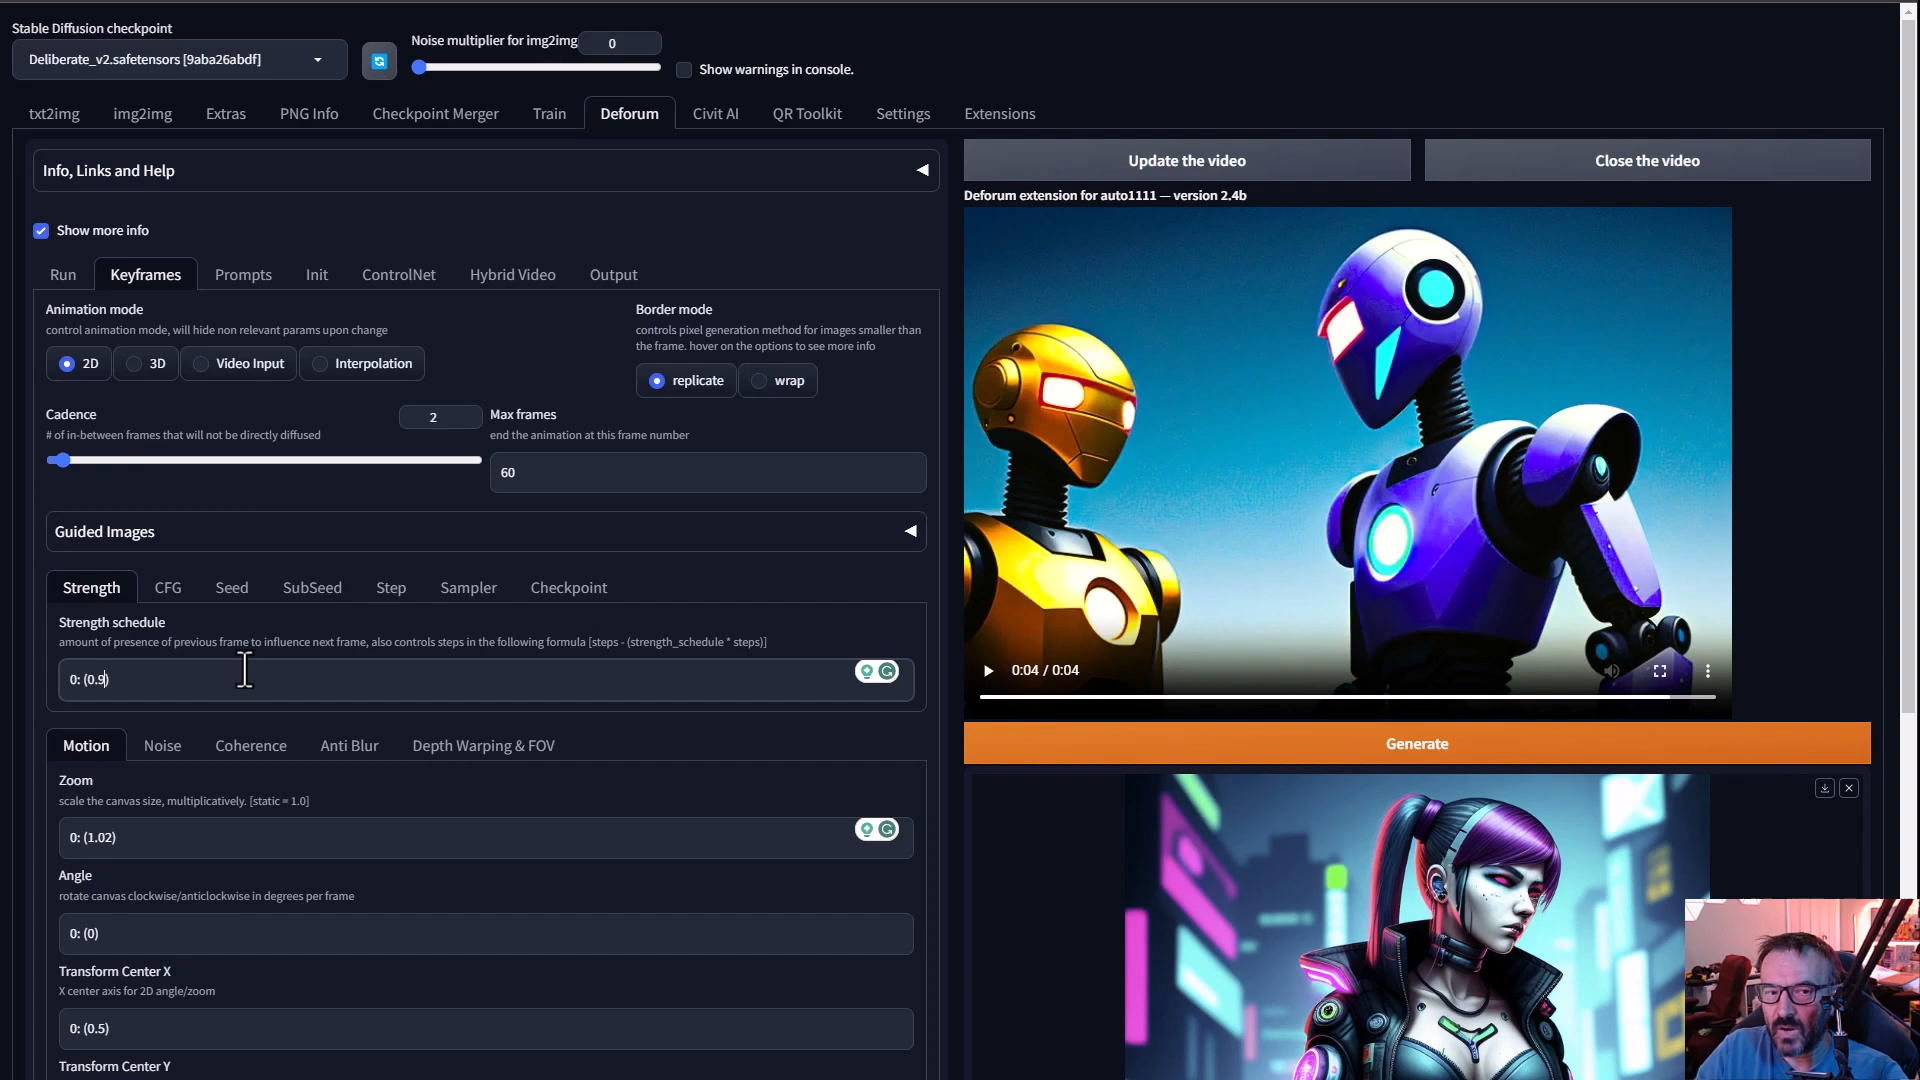 Stable Diffusion checkpoint
Deliberate_v2.safetensors [9aba26abdf]
Noise multiplier for img2img
0
Show warnings in console.
txt2img
img2img
Extras
PNG Info
Checkpoint Merger
Train
Deforum
Civit AI
QR Toolkit
Settings
Extensions
Info, Links and Help
Show more info
Run
Keyframes
Prompts
Init
ControlNet
Hybrid Video
Output
Animation mode
control animation mode, will hide non relevant params upon change
2D
3D
Video Input
Interpolation
Border mode
controls pixel generation method for images smaller than
the frame. hover on the options to see more info
replicate
wrap
Cadence
2
# of in-between frames that will not be directly diffused
Max frames
end the animation at this frame number
60
Guided Images
Strength
CFG
Seed
SubSeed
Step
Sampler
Checkpoint
Strength schedule
amount of presence of previous frame to influence next frame, also controls steps in the following formula [steps - (strength_schedule * steps)]
0: (0.9)
Motion
Noise
Coherence
Anti Blur
Depth Warping & FOV
Zoom
scale the canvas size, multiplicatively. [static = 1.0]
0: (1.02)
Angle
rotate canvas clockwise/anticlockwise in degrees per frame
0: (0)
Transform Center X
X center axis for 2D angle/zoom
0: (0.5)
Transform Center Y
Update the video
Close the video
Deforum extension for auto1111 — version 2.4b
0:04 / 0:04
Generate